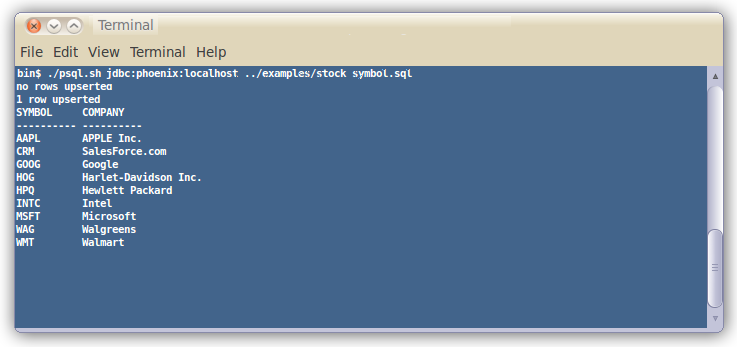 Terminal
File Edit View Terminal Help
bin$ ./psql.sh jdbc:phoenix:localhost ../examples/stock_symbol.sql
no rows upserted
1 row upserted
SYMBOL COMPANY
---------- ----------
AAPL APPLE Inc.
CRM SalesForce.com
GOOG Google
HOG Harlet-Davidson Inc.
HPQ Hewlett Packard
INTC Intel
MSFT Microsoft
WAG Walgreens
WMT Walmart